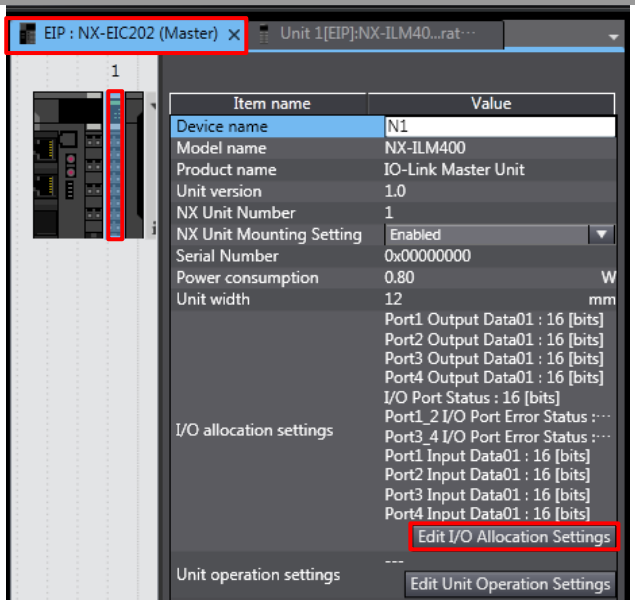 EIP : NX-EIC202 (Master) × Unit 1[EIP]:NX-ILM40...rat···
1
Item name Value
Device name N1
Model name NX-ILM400
Product name IO-Link Master Unit
Unit version 1.0
NX Unit Number 1
NX Unit Mounting Setting Enabled
Serial Number 0x00000000
Power consumption 0.80 W
Unit width 12 mm
Port1 Output Data01 : 16 [bits]
Port2 Output Data01 : 16 [bits]
Port3 Output Data01 : 16 [bits]
Port4 Output Data01 : 16 [bits]
I/O Port Status : 16 [bits]
Port1_2 I/O Port Error Status :···
I/O allocation settings
Port3_4 I/O Port Error Status :···
Port1 Input Data01 : 16 [bits]
Port2 Input Data01 : 16 [bits]
Port3 Input Data01 : 16 [bits]
Port4 Input Data01 : 16 [bits]
Edit I/O Allocation Settings
---
Unit operation settings
Edit Unit Operation Settings